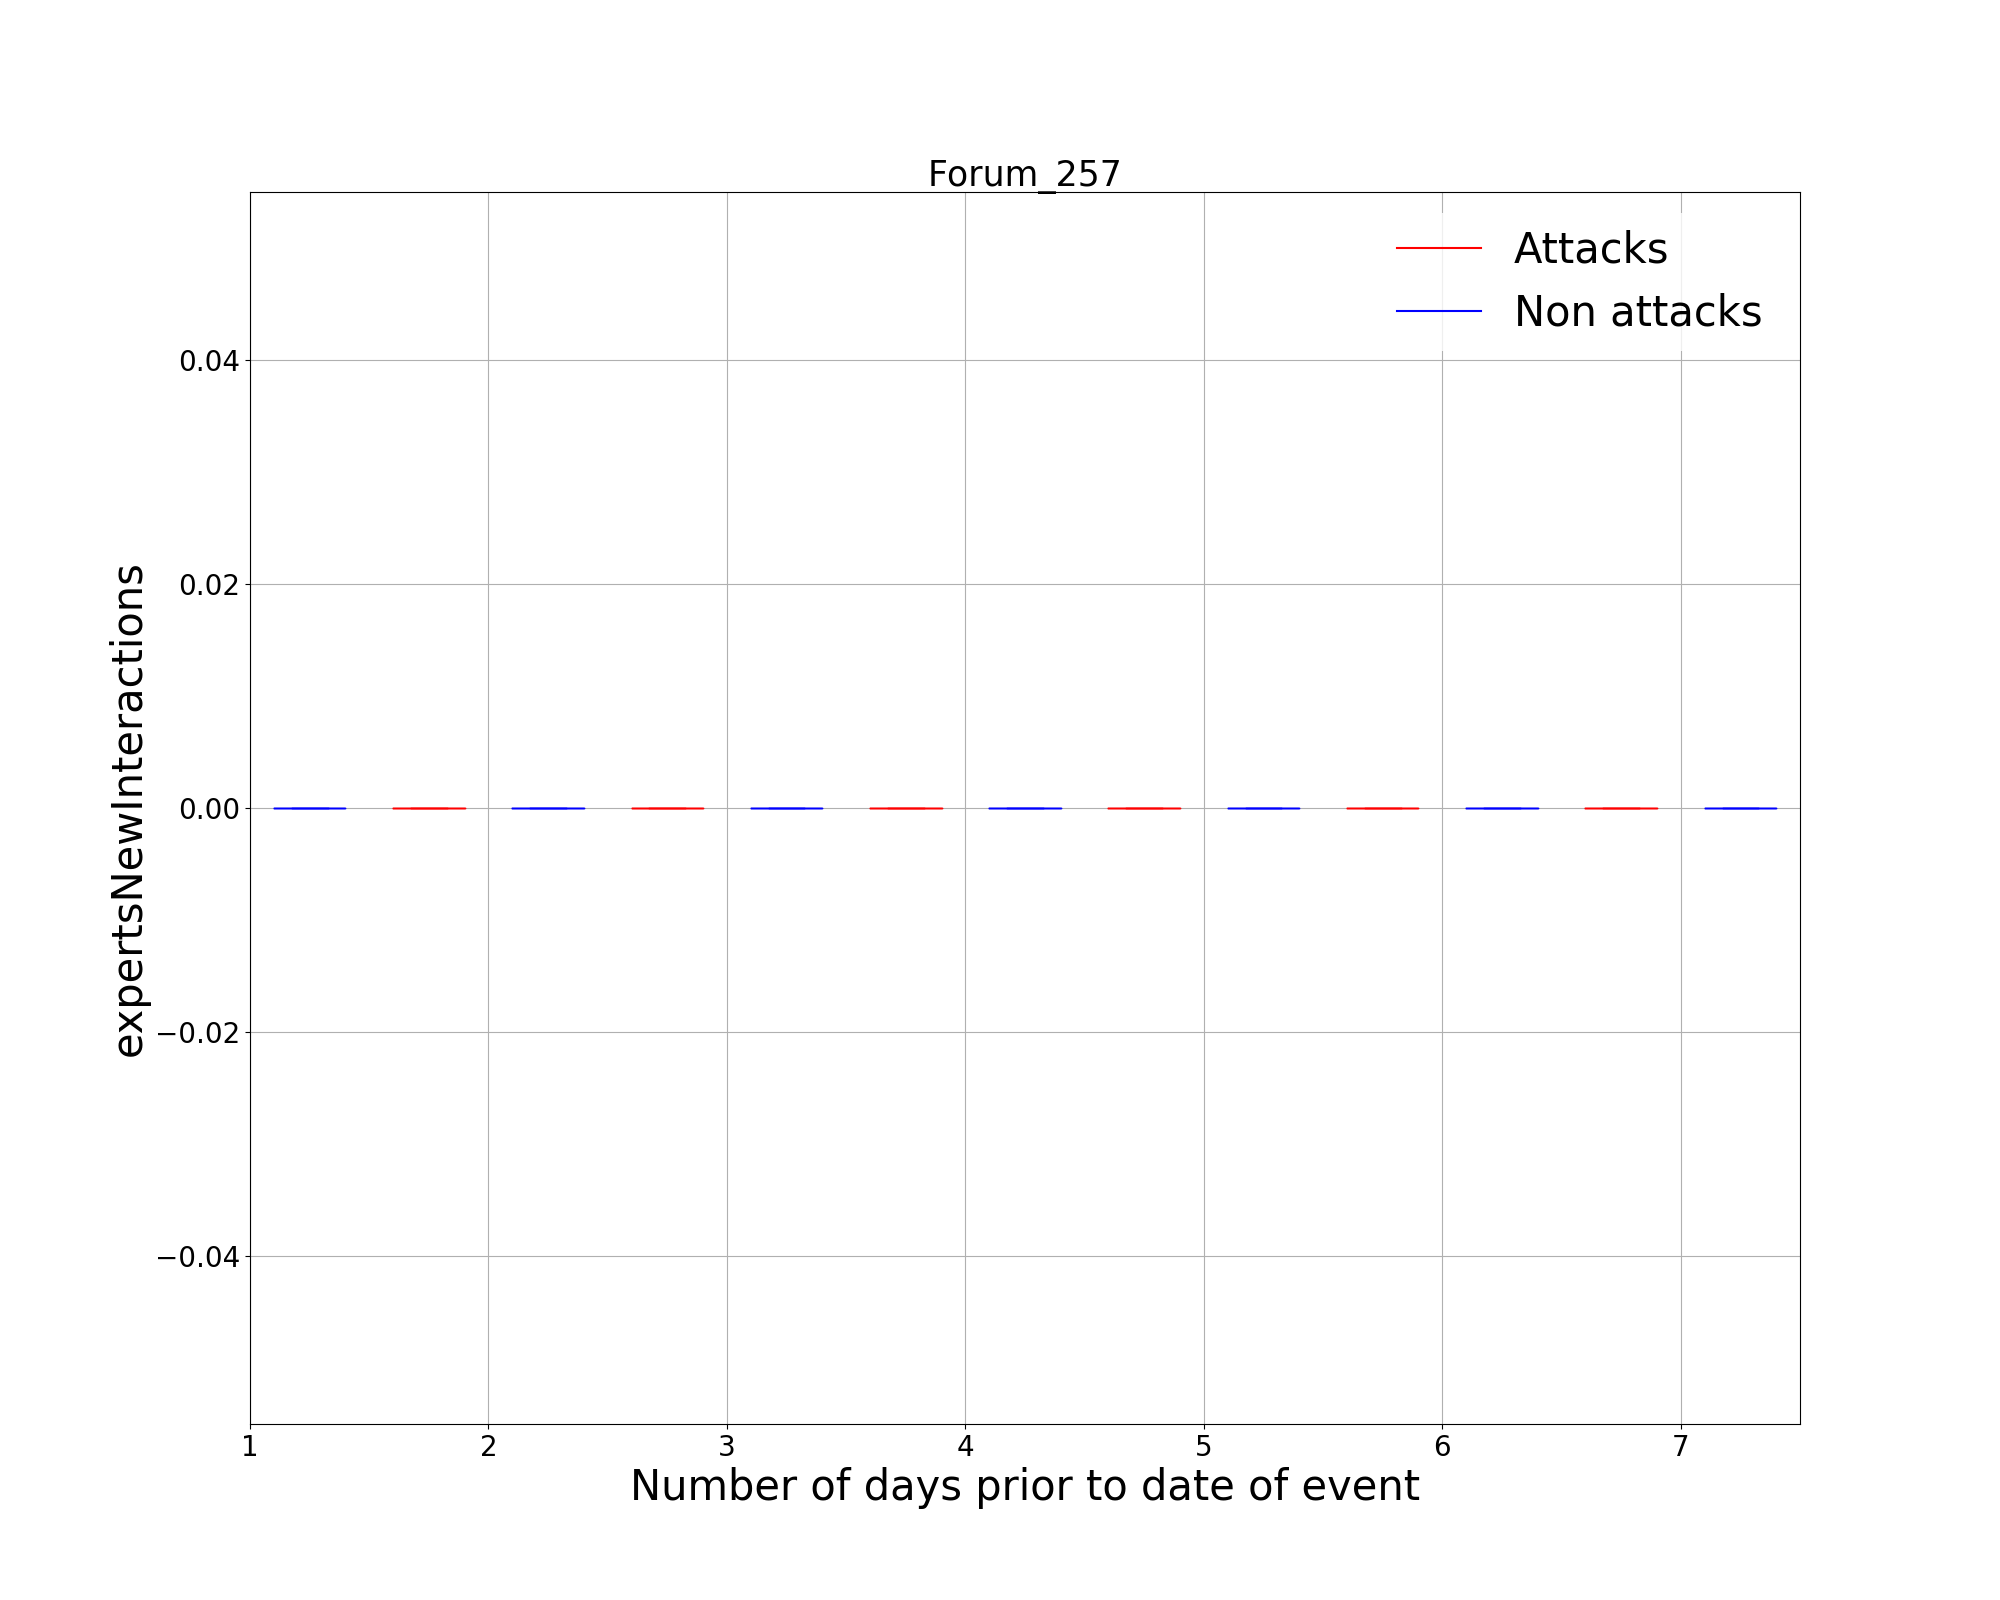 Forum_257
Attacks
Non attacks
expertsNewInteractions
0.04
0.02
0.00
−0.02
−0.04
1 2 3 4 5 6 7
Number of days prior to date of event